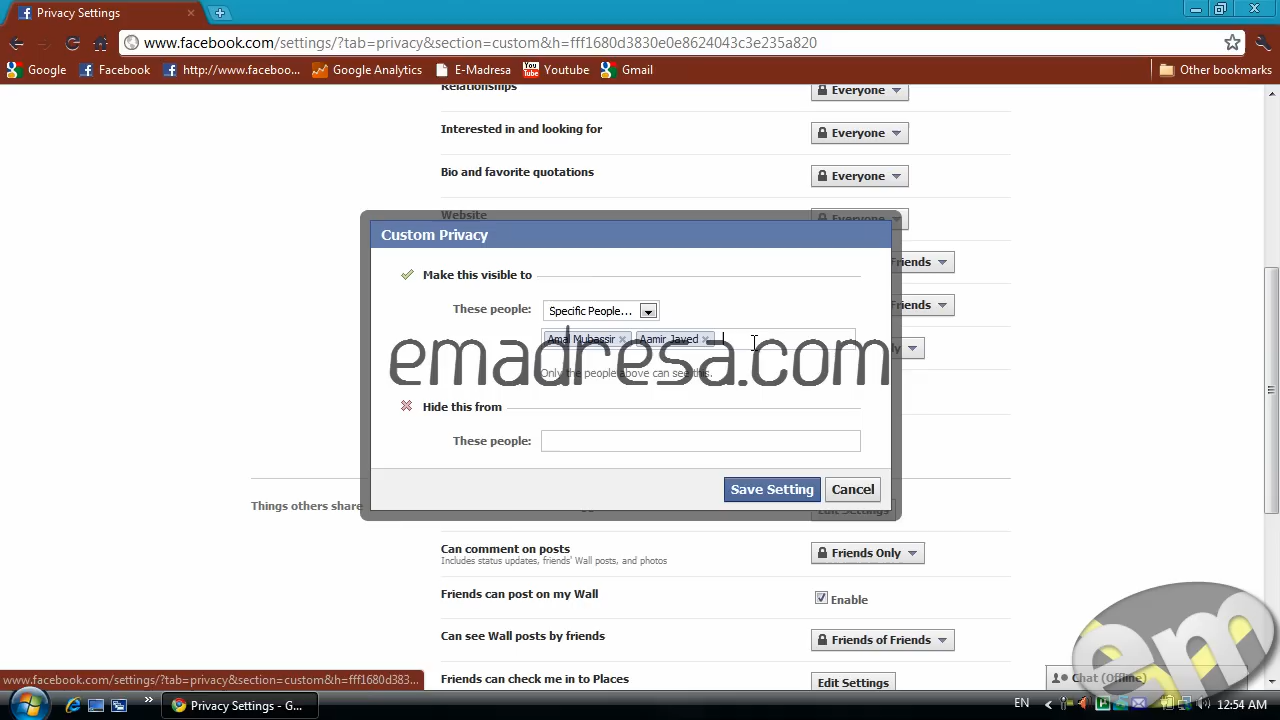 Privacy Settings
www.facebook.com/settings/?tab=privacy&section=custom&h=fff1680d3830e0e8624043c3e235a820
Google
Facebook
http://www.faceboo...
Google Analytics
E-Madresa
You Tube
Youtube
Gmail
Other bookmarks
Relationships
Everyone
Interested in and looking for
Everyone
Bio and favorite quotations
Everyone
Website
Everyone
Custom Privacy
Make this visible to
Friends
These people:
Specific People...
Friends
Amal Mubassir
Aamir Javed
emadresa.com
Only the people above can see this.
Hide this from
These people:
Save Setting
Cancel
Things others share
Edit Settings
Can comment on posts
Includes status updates, friends' Wall posts, and photos
Friends Only
Friends can post on my Wall
Enable
Can see Wall posts by friends
Friends of Friends
em
Friends can check me in to Places
Edit Settings
Chat (Offline)
www.facebook.com/settings/?tab=privacy&section=custom&h=fff1680d383...
Privacy Settings - G...
EN
12:54 AM